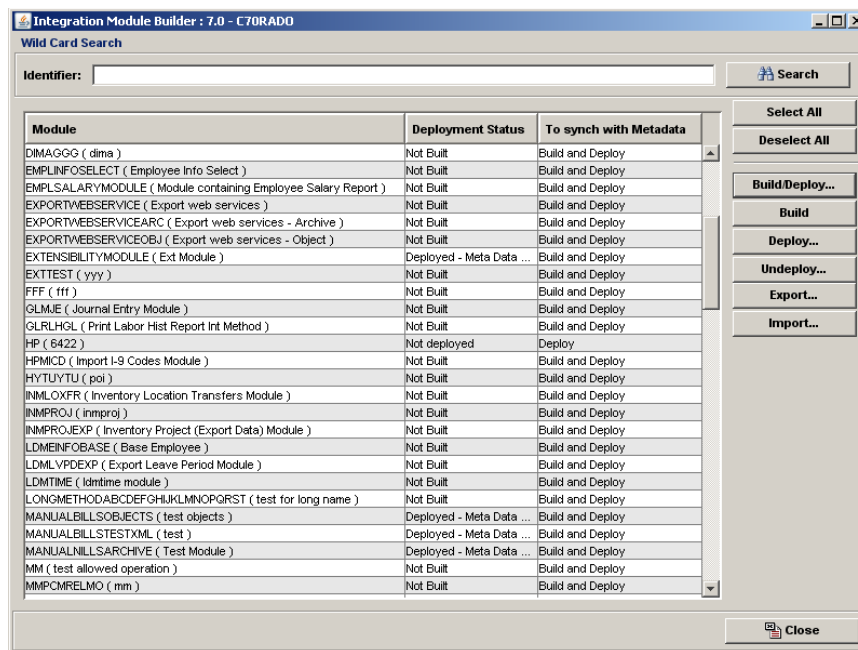 Integration Module Builder : 7.0 - C70RADO
Wild Card Search
Identifier: Search
Select All
Deselect All
Build/Deploy...
Build
Deploy...
Undeploy...
Export...
Import...
Module Deployment Status To synch with Metadata
DIMAGGG ( dima ) Not Built Build and Deploy
EMPLINFOSELECT ( Employee Info Select ) Not Built Build and Deploy
EMPLSALARYMODULE ( Module containing Employee Salary Report ) Not Built Build and Deploy
EXPORTWEBSERVICE ( Export web services ) Not Built Build and Deploy
EXPORTWEBSERVICEARC ( Export web services - Archive ) Not Built Build and Deploy
EXPORTWEBSERVICEOBJ ( Export web services - Object ) Not Built Build and Deploy
EXTENSIBILITYMODULE ( Ext Module ) Deployed - Meta Data ... Build and Deploy
EXTTEST ( yyy ) Not Built Build and Deploy
FFF ( fff ) Not Built Build and Deploy
GLMJE ( Journal Entry Module ) Not Built Build and Deploy
GLRLHGL ( Print Labor Hist Report Int Method ) Not Built Build and Deploy
HP ( 6422 ) Not deployed Deploy
HPMICD ( Import I-9 Codes Module ) Not Built Build and Deploy
HYTUYTU ( poi ) Not Built Build and Deploy
INMLOXFR ( Inventory Location Transfers Module ) Not Built Build and Deploy
INMPROJ ( inmproj ) Not Built Build and Deploy
INMPROJEXP ( Inventory Project (Export Data) Module ) Not Built Build and Deploy
LDMEINFOBASE ( Base Employee ) Not Built Build and Deploy
LDMLVPDEXP ( Export Leave Period Module ) Not Built Build and Deploy
LDMTIME ( ldmtime module ) Not Built Build and Deploy
LONGMETHODABCDEFGHIJKLMNOPQRST ( test for long name ) Not Built Build and Deploy
MANUALBILLSOBJECTS ( test objects ) Deployed - Meta Data ... Build and Deploy
MANUALBILLSTESTXML ( test ) Deployed - Meta Data ... Build and Deploy
MANUALNILLSARCHIVE ( Test Module ) Deployed - Meta Data ... Build and Deploy
MM ( test allowed operation ) Not Built Build and Deploy
MMPCMRELMO ( mm ) Not Built Build and Deploy
Close